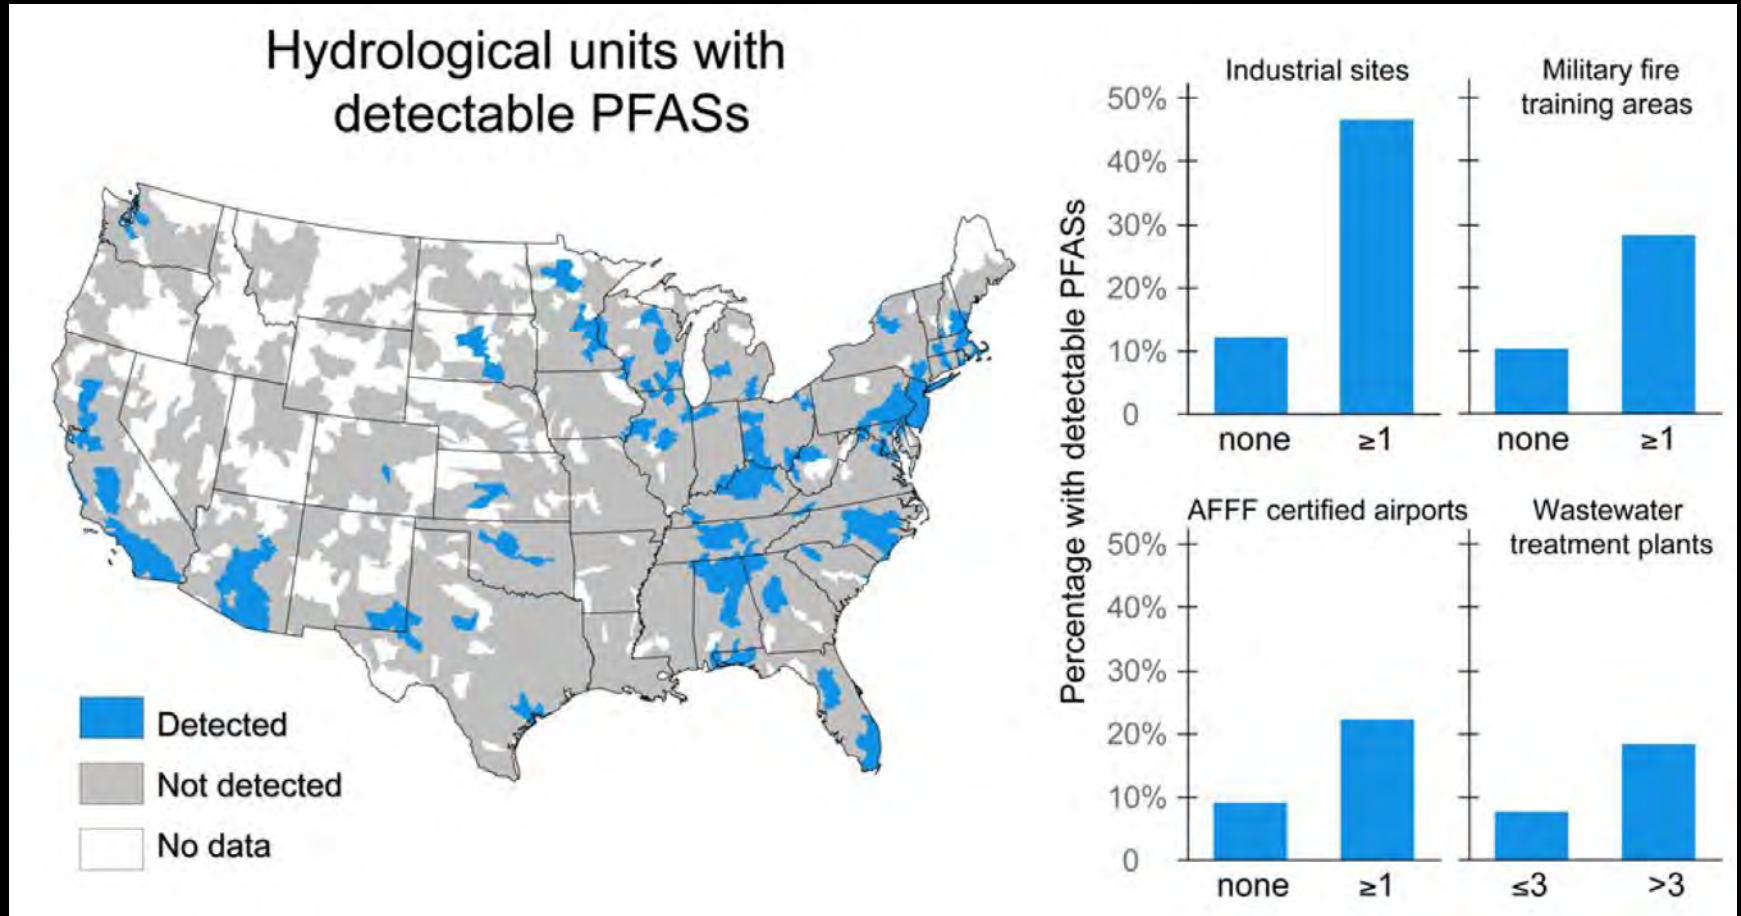 Hydrological units with
detectable PFASs
Detected
Not detected
No data
Percentage with detectable PFASs
Industrial sites
50%
40%
30%
20%
10%
0
none
≥1
Military fire
training areas
none
≥1
AFFF certified airports
50%
40%
30%
20%
10%
0
none
≥1
Wastewater
treatment plants
≤3
>3